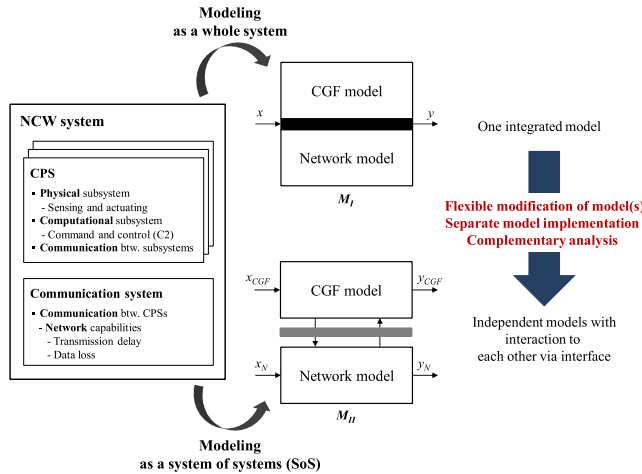 Modeling
as a whole system
NCW system
CPS
▪ Physical subsystem
- Sensing and actuating
▪ Computational subsystem
- Command and control (C2)
▪ Communication btw. subsystems
Communication system
▪ Communication btw. CPSs
- Network capabilities
- Transmission delay
- Data loss
Modeling
as a system of systems (SoS)
CGF model
x
y
Network model
M_I
x_CGF
y_CGF
CGF model
x_N
y_N
Network model
M_II
One integrated model
Flexible modification of model(s)
Separate model implementation
Complementary analysis
Independent models with
interaction to
each other via interface